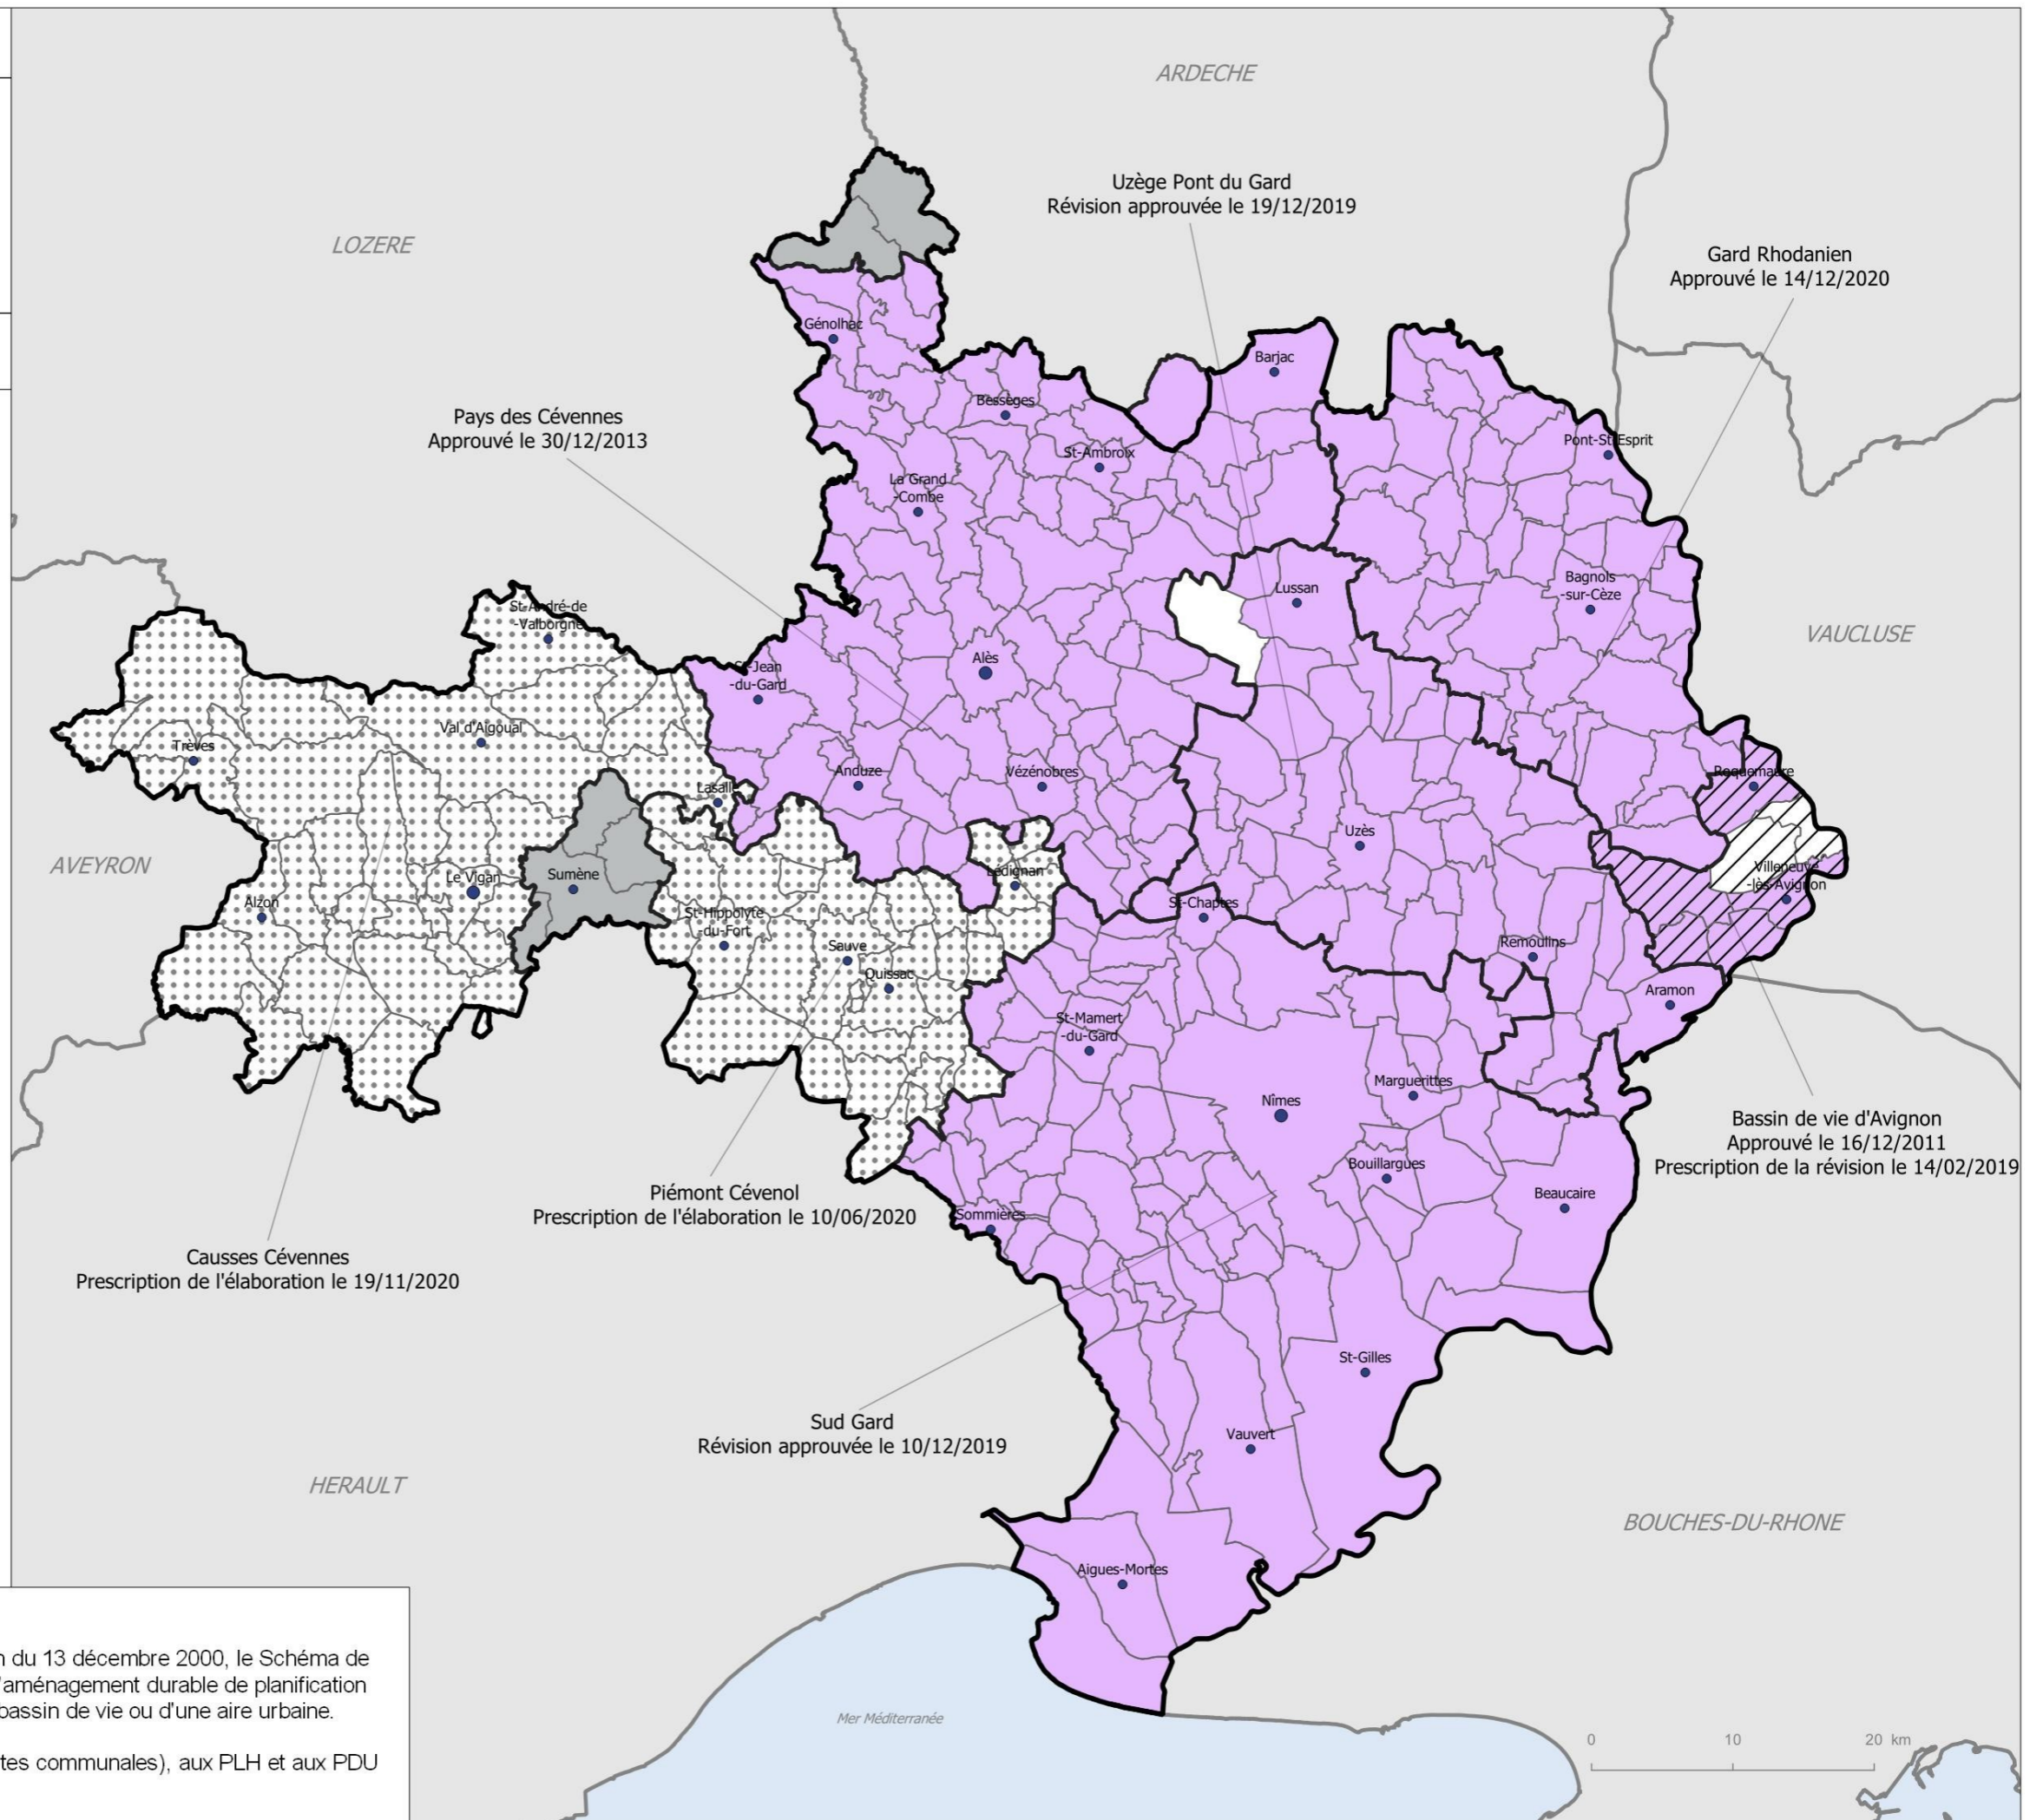 ARDECHE
Uzège Pont du Gard
Révision approuvée le 19/12/2019
LOZERE
Gard Rhodanien
Approuvé le 14/12/2020
Génolhac
Barjac
Pays des Cévennes
Approuvé le 30/12/2013
Bessèges
Pont-St-Esprit
St-Ambroix
La Grand
-Combe
Bagnols
-sur-Cèze
Lussan
St-André-de
-Valborgne
VAUCLUSE
Alès
St-Jean
-du-Gard
Val d'Aigoual
Trèves
Anduze
Vézénobres
Roquemaure
Lasalle
Uzès
AVEYRON
Villeneuve
-lès-Avignon
Lédignan
Sumène
Le Vigan
Alzon
St-Chaptes
St-Hippolyte
-du-Fort
Sauve
Remoulins
Quissac
Aramon
St-Mamert
-du-Gard
Marguerittes
Nîmes
Bassin de vie d'Avignon
Approuvé le 16/12/2011
Prescription de la révision le 14/02/2019
Bouillargues
Beaucaire
Piémont Cévenol
Prescription de l'élaboration le 10/06/2020
Sommières
Causses Cévennes
Prescription de l'élaboration le 19/11/2020
St-Gilles
Sud Gard
Révision approuvée le 10/12/2019
Vauvert
HERAULT
BOUCHES-DU-RHONE
Aigues-Mortes
n du 13 décembre 2000, le Schéma de
'aménagement durable de planification
bassin de vie ou d'une aire urbaine.
Mer Méditerranée
0 10 20 km
tes communales), aux PLH et aux PDU